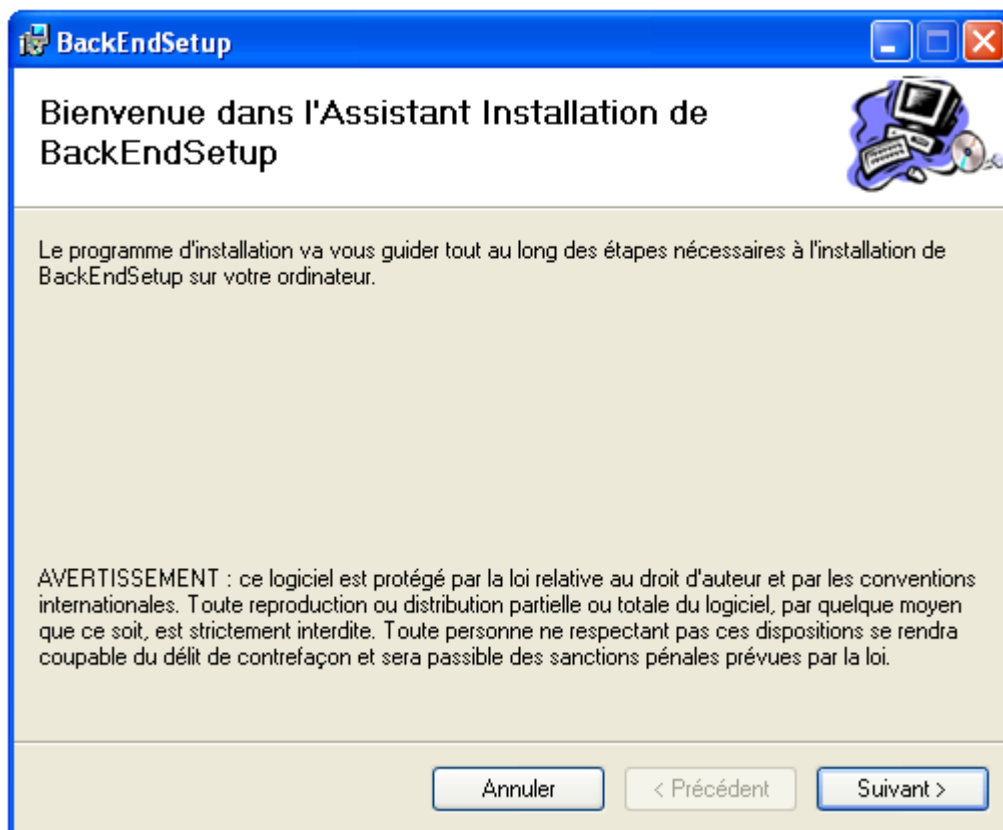 BackEndSetup
Bienvenue dans l'Assistant Installation de
BackEndSetup
Le programme d'installation va vous guider tout au long des étapes nécessaires à l'installation de
BackEndSetup sur votre ordinateur.
AVERTISSEMENT : ce logiciel est protégé par la loi relative au droit d'auteur et par les conventions
internationales. Toute reproduction ou distribution partielle ou totale du logiciel, par quelque moyen
que ce soit, est strictement interdite. Toute personne ne respectant pas ces dispositions se rendra
coupable du délit de contrefaçon et sera passible des sanctions pénales prévues par la loi.
Annuler
< Précédent
Suivant >